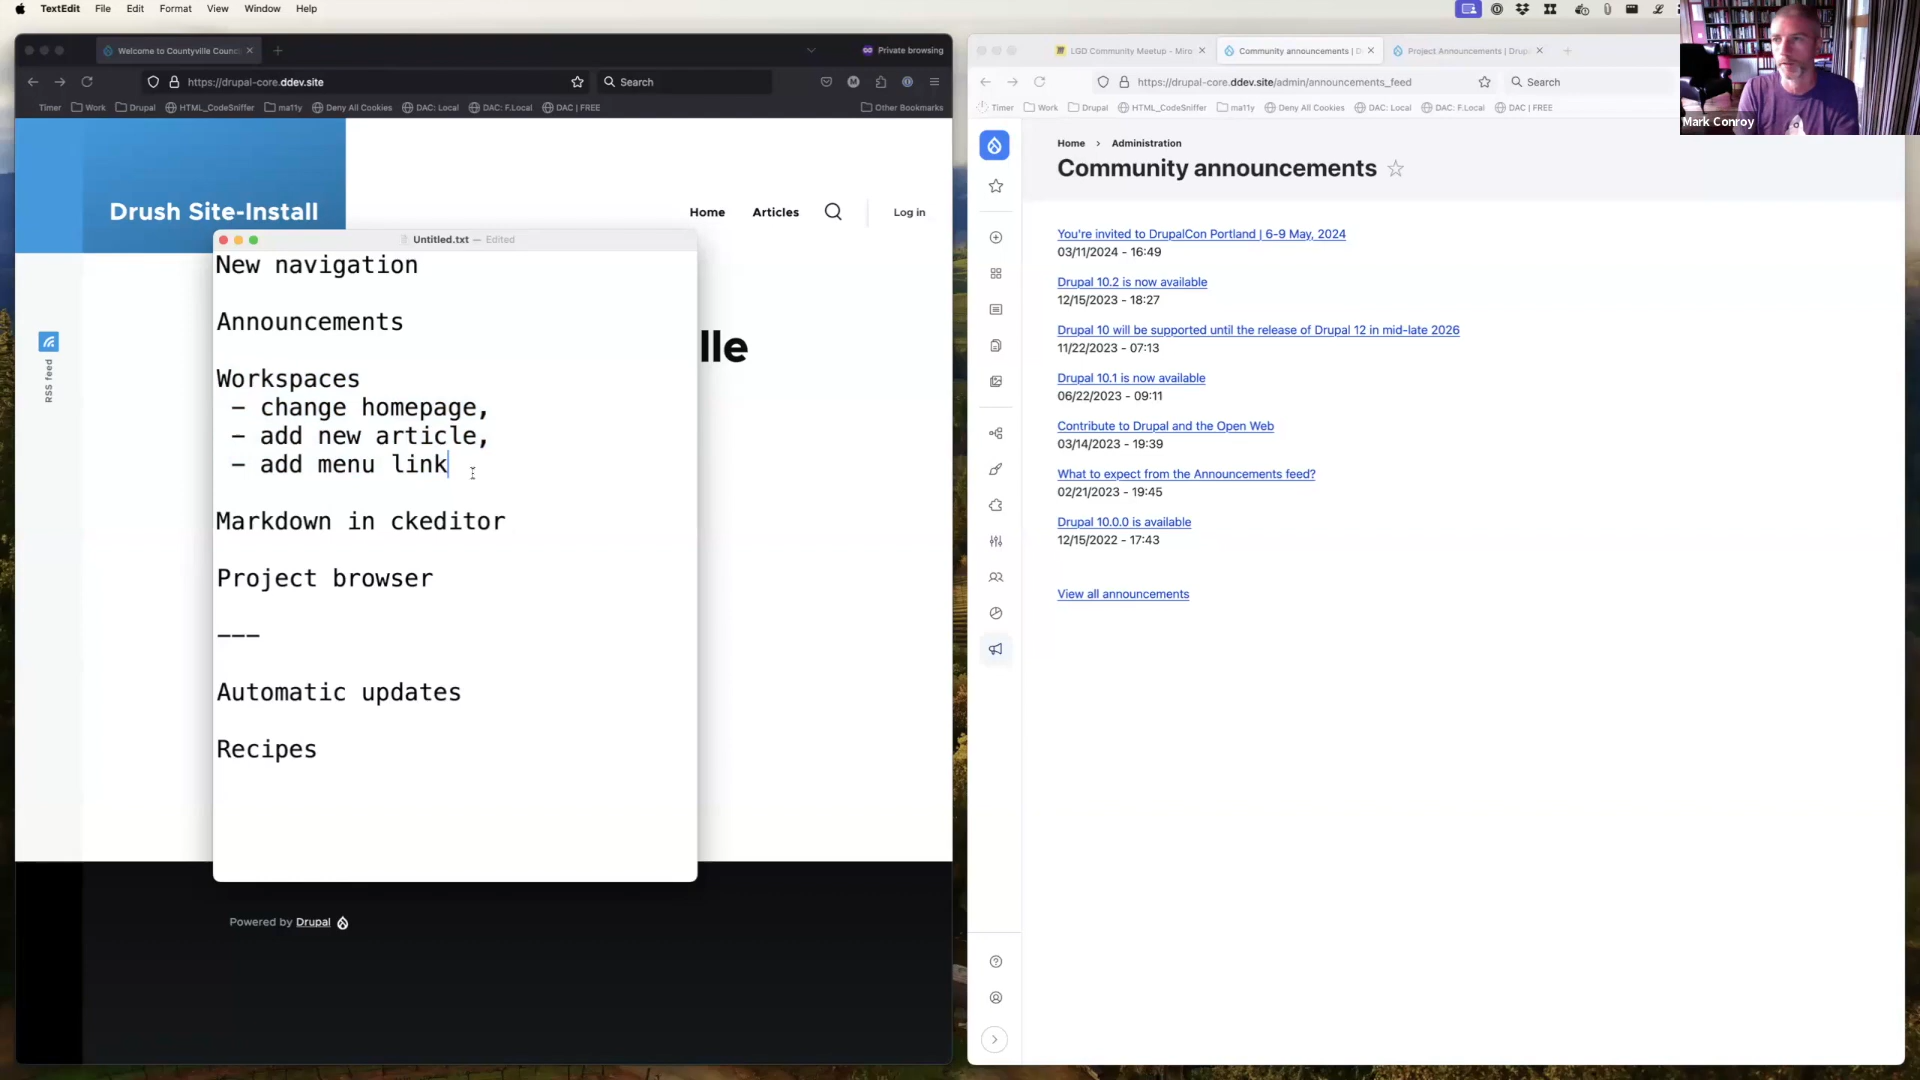 TextEdit File Edit Format View Window Help
Welcome to Countyville Counc
Private browsing
https://drupal-core.ddev.site
Search
Timer Work Drupal HTML_CodeSniffer ma11y Deny All Cookies DAC: Local DAC: F.Local DAC | FREE
Other Bookmarks
Drush Site-Install
Home Articles Log in
RSS feed
lle
Powered by Drupal
Untitled.txt — Edited
New navigation
Announcements
Workspaces
- change homepage,
- add new article,
- add menu link
Markdown in ckeditor
Project browser
---
Automatic updates
Recipes
LGD Community Meetup - Miro
Community announcements | D
Project Announcements | Drup
https://drupal-core.ddev.site/admin/announcements_feed
Search
Timer Work Drupal HTML_CodeSniffer ma11y Deny All Cookies DAC: Local DAC: F.Local DAC | FREE
Home > Administration
Community announcements
You're invited to DrupalCon Portland | 6-9 May, 2024
03/11/2024 - 16:49
Drupal 10.2 is now available
12/15/2023 - 18:27
Drupal 10 will be supported until the release of Drupal 12 in mid-late 2026
11/22/2023 - 07:13
Drupal 10.1 is now available
06/22/2023 - 09:11
Contribute to Drupal and the Open Web
03/14/2023 - 19:39
What to expect from the Announcements feed?
02/21/2023 - 19:45
Drupal 10.0.0 is available
12/15/2022 - 17:43
View all announcements
Mark Conroy